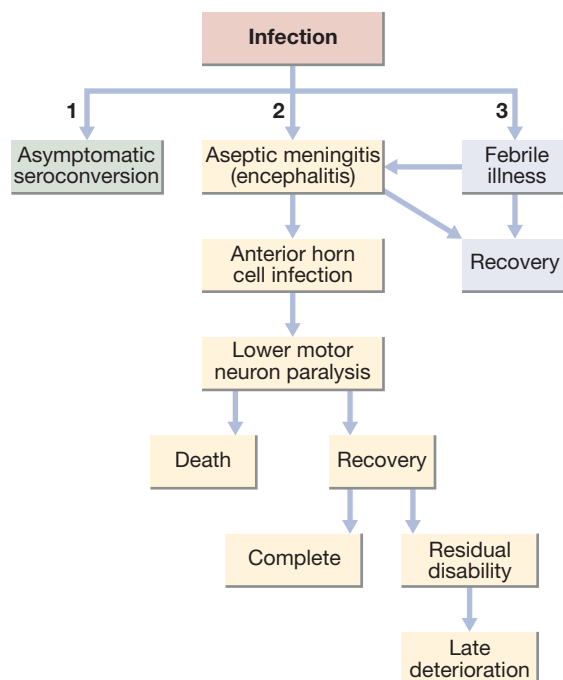 Infection
1
2
3
Asymptomatic
seroconversion
Aseptic meningitis
(encephalitis)
Febrile
illness
Anterior horn
cell infection
Recovery
Lower motor
neuron paralysis
Death
Recovery
Complete
Residual
disability
Late
deterioration